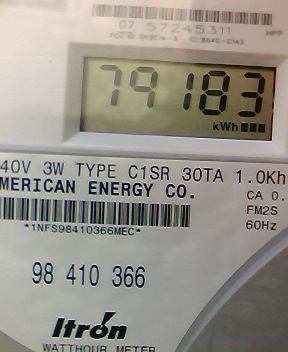 07 57245311
79183
kWh
40V 3W TYPE C1SR 30TA 1.0Kh
MERICAN ENERGY CO.
CA 0.
FM2S
60Hz
*1NFS98410366MEC*
98 410 366
Itrón
WATTHOUR METER